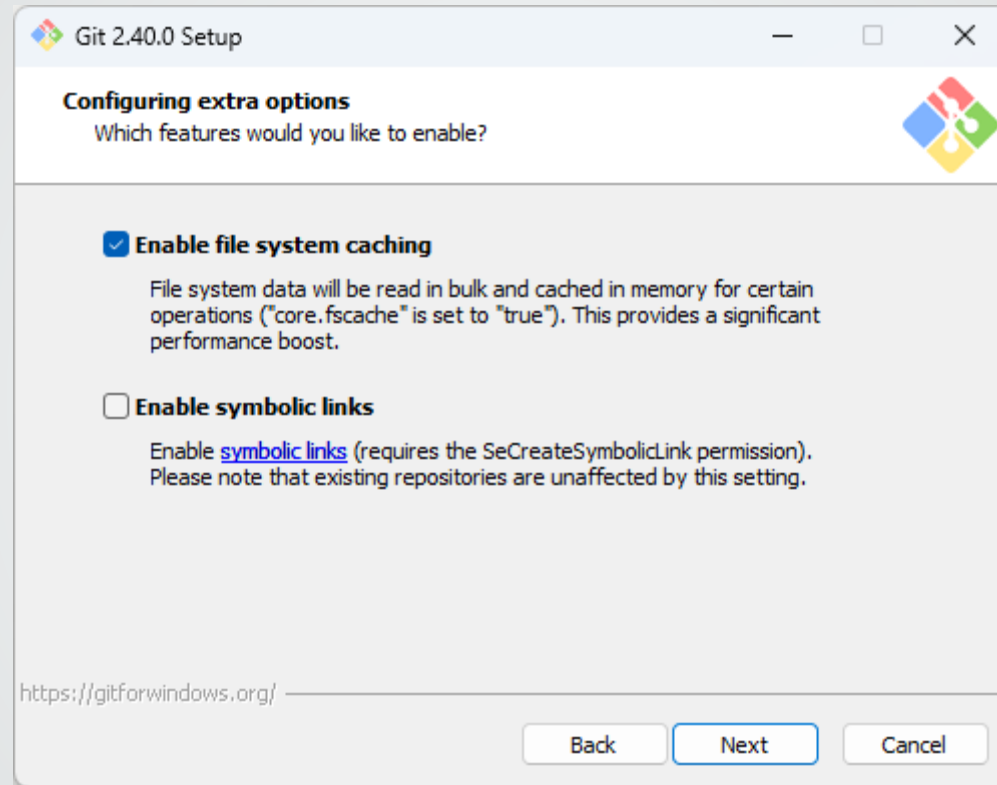 Git 2.40.0 Setup
Configuring extra options
Which features would you like to enable?
Enable file system caching
File system data will be read in bulk and cached in memory for certain
operations ("core.fscache" is set to "true"). This provides a significant
performance boost.
Enable symbolic links
Enable symbolic links (requires the SeCreateSymbolicLink permission).
Please note that existing repositories are unaffected by this setting.
https://gitforwindows.org/
Back
Next
Cancel